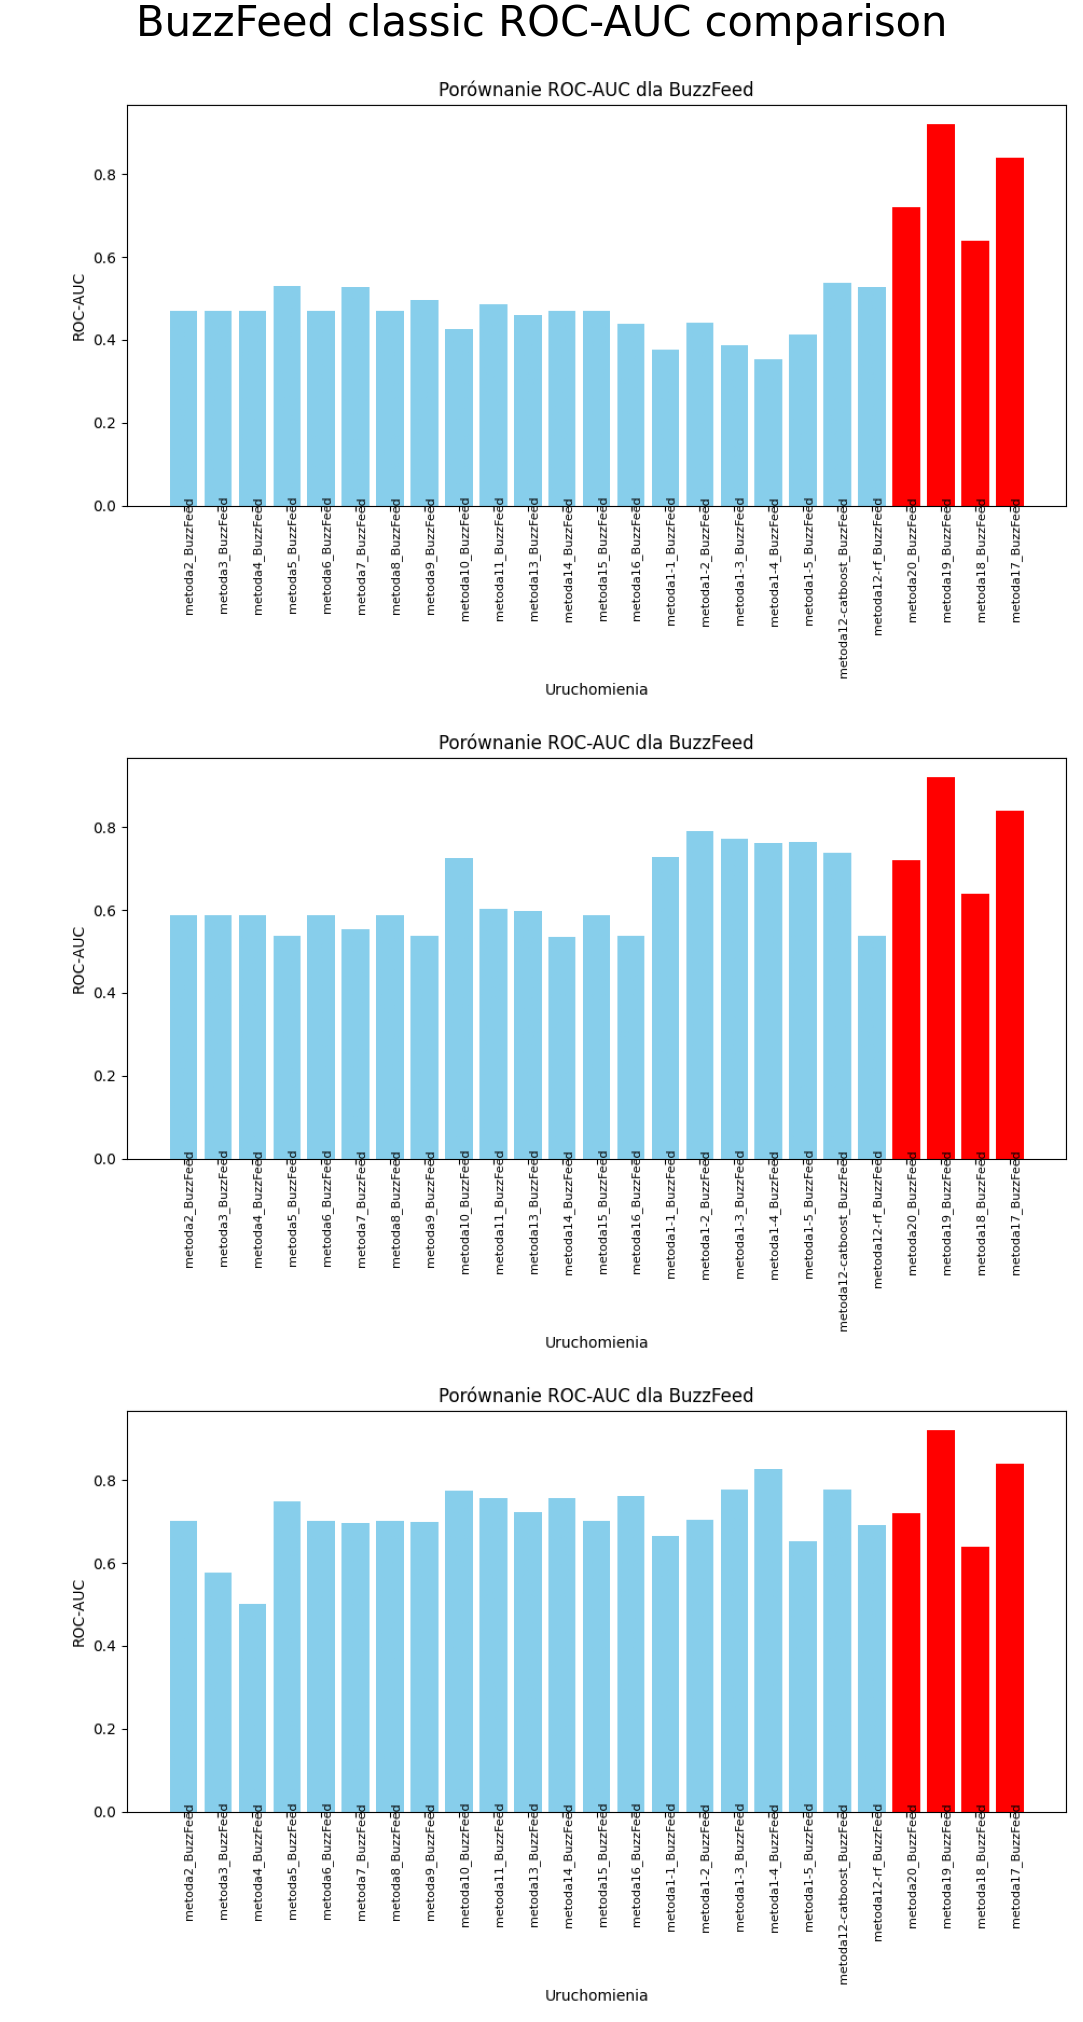 BuzzFeed classic ROC-AUC comparison
Porównanie ROC-AUC dla BuzzFeed
ROC-AUC
0.8
0.6
0.4
0.2
0.0
metoda2_BuzzFeed
metoda3_BuzzFeed
metoda4_BuzzFeed
metoda5_BuzzFeed
metoda6_BuzzFeed
metoda7_BuzzFeed
metoda8_BuzzFeed
metoda9_BuzzFeed
metoda10_BuzzFeed
metoda11_BuzzFeed
metoda13_BuzzFeed
metoda14_BuzzFeed
metoda15_BuzzFeed
metoda16_BuzzFeed
metoda1-1_BuzzFeed
metoda1-2_BuzzFeed
metoda1-3_BuzzFeed
metoda1-4_BuzzFeed
metoda1-5_BuzzFeed
metoda12-catboost_BuzzFeed
metoda12-rf_BuzzFeed
metoda20_BuzzFeed
metoda19_BuzzFeed
metoda18_BuzzFeed
metoda17_BuzzFeed
Uruchomienia
Porównanie ROC-AUC dla BuzzFeed
ROC-AUC
0.8
0.6
0.4
0.2
0.0
metoda2_BuzzFeed
metoda3_BuzzFeed
metoda4_BuzzFeed
metoda5_BuzzFeed
metoda6_BuzzFeed
metoda7_BuzzFeed
metoda8_BuzzFeed
metoda9_BuzzFeed
metoda10_BuzzFeed
metoda11_BuzzFeed
metoda13_BuzzFeed
metoda14_BuzzFeed
metoda15_BuzzFeed
metoda16_BuzzFeed
metoda1-1_BuzzFeed
metoda1-2_BuzzFeed
metoda1-3_BuzzFeed
metoda1-4_BuzzFeed
metoda1-5_BuzzFeed
metoda12-catboost_BuzzFeed
metoda12-rf_BuzzFeed
metoda20_BuzzFeed
metoda19_BuzzFeed
metoda18_BuzzFeed
metoda17_BuzzFeed
Uruchomienia
Porównanie ROC-AUC dla BuzzFeed
ROC-AUC
0.8
0.6
0.4
0.2
0.0
metoda2_BuzzFeed
metoda3_BuzzFeed
metoda4_BuzzFeed
metoda5_BuzzFeed
metoda6_BuzzFeed
metoda7_BuzzFeed
metoda8_BuzzFeed
metoda9_BuzzFeed
metoda10_BuzzFeed
metoda11_BuzzFeed
metoda13_BuzzFeed
metoda14_BuzzFeed
metoda15_BuzzFeed
metoda16_BuzzFeed
metoda1-1_BuzzFeed
metoda1-2_BuzzFeed
metoda1-3_BuzzFeed
metoda1-4_BuzzFeed
metoda1-5_BuzzFeed
metoda12-catboost_BuzzFeed
metoda12-rf_BuzzFeed
metoda20_BuzzFeed
metoda19_BuzzFeed
metoda18_BuzzFeed
metoda17_BuzzFeed
Uruchomienia